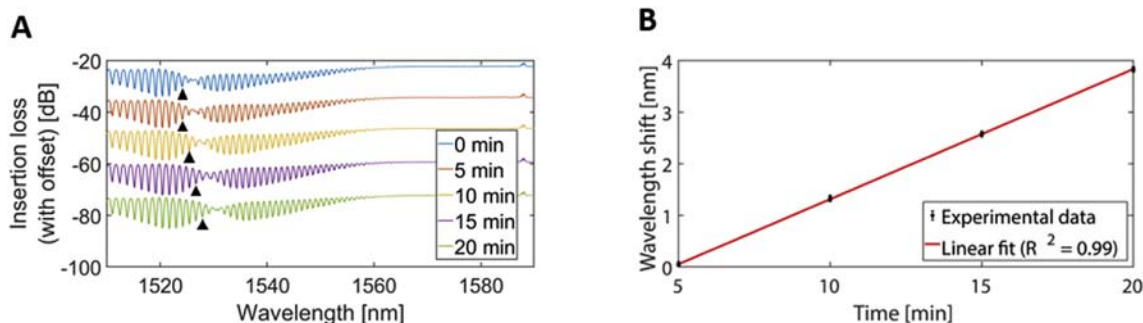 A
B
Insertion loss
(with offset) [dB]
-20
-40
-60
-80
-100
0 min
5 min
10 min
15 min
20 min
1520
1540
1560
1580
Wavelength [nm]
Wavelength shift [nm]
4
3
2
1
0
Experimental data
Linear fit (R 2 = 0.99)
5
10
15
20
Time [min]